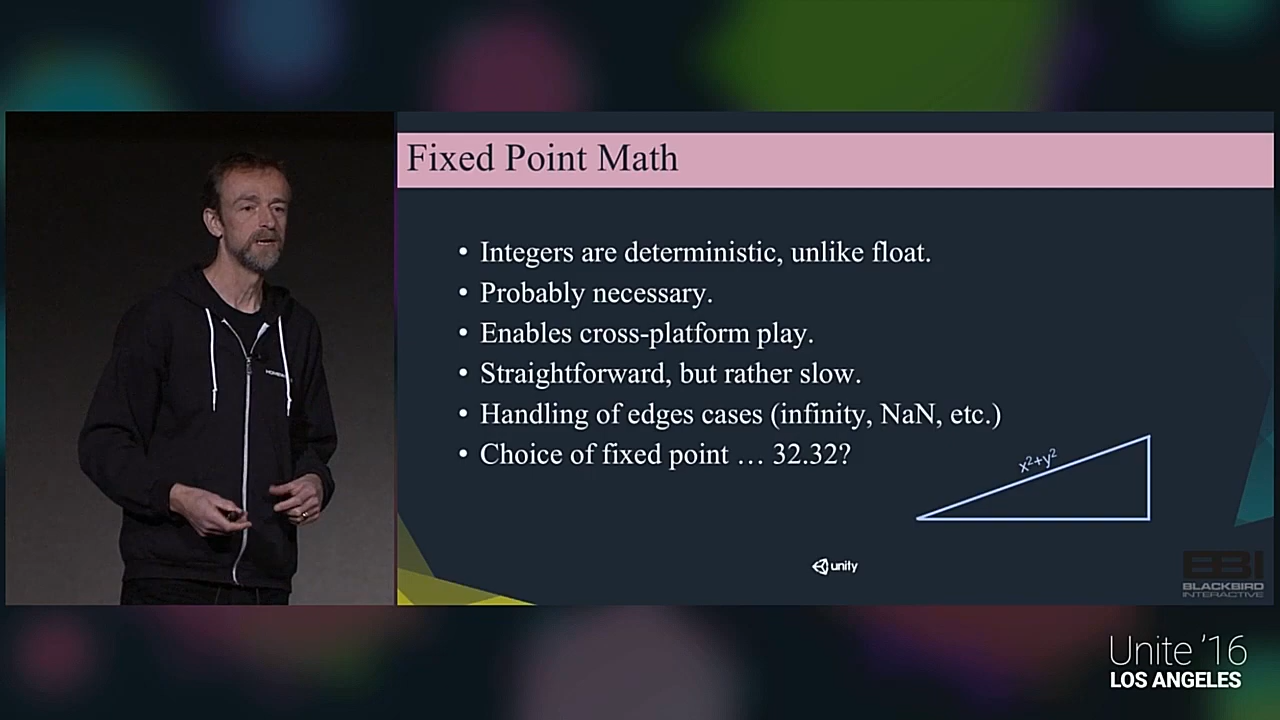 Fixed Point Math
• Integers are deterministic, unlike float.
• Probably necessary.
• Enables cross-platform play.
• Straightforward, but rather slow.
• Handling of edges cases (infinity, NaN, etc.)
• Choice of fixed point … 32.32?
x²+y²
unity
BBI
BLACKBIRD
INTERACTIVE
Unite '16
LOS ANGELES